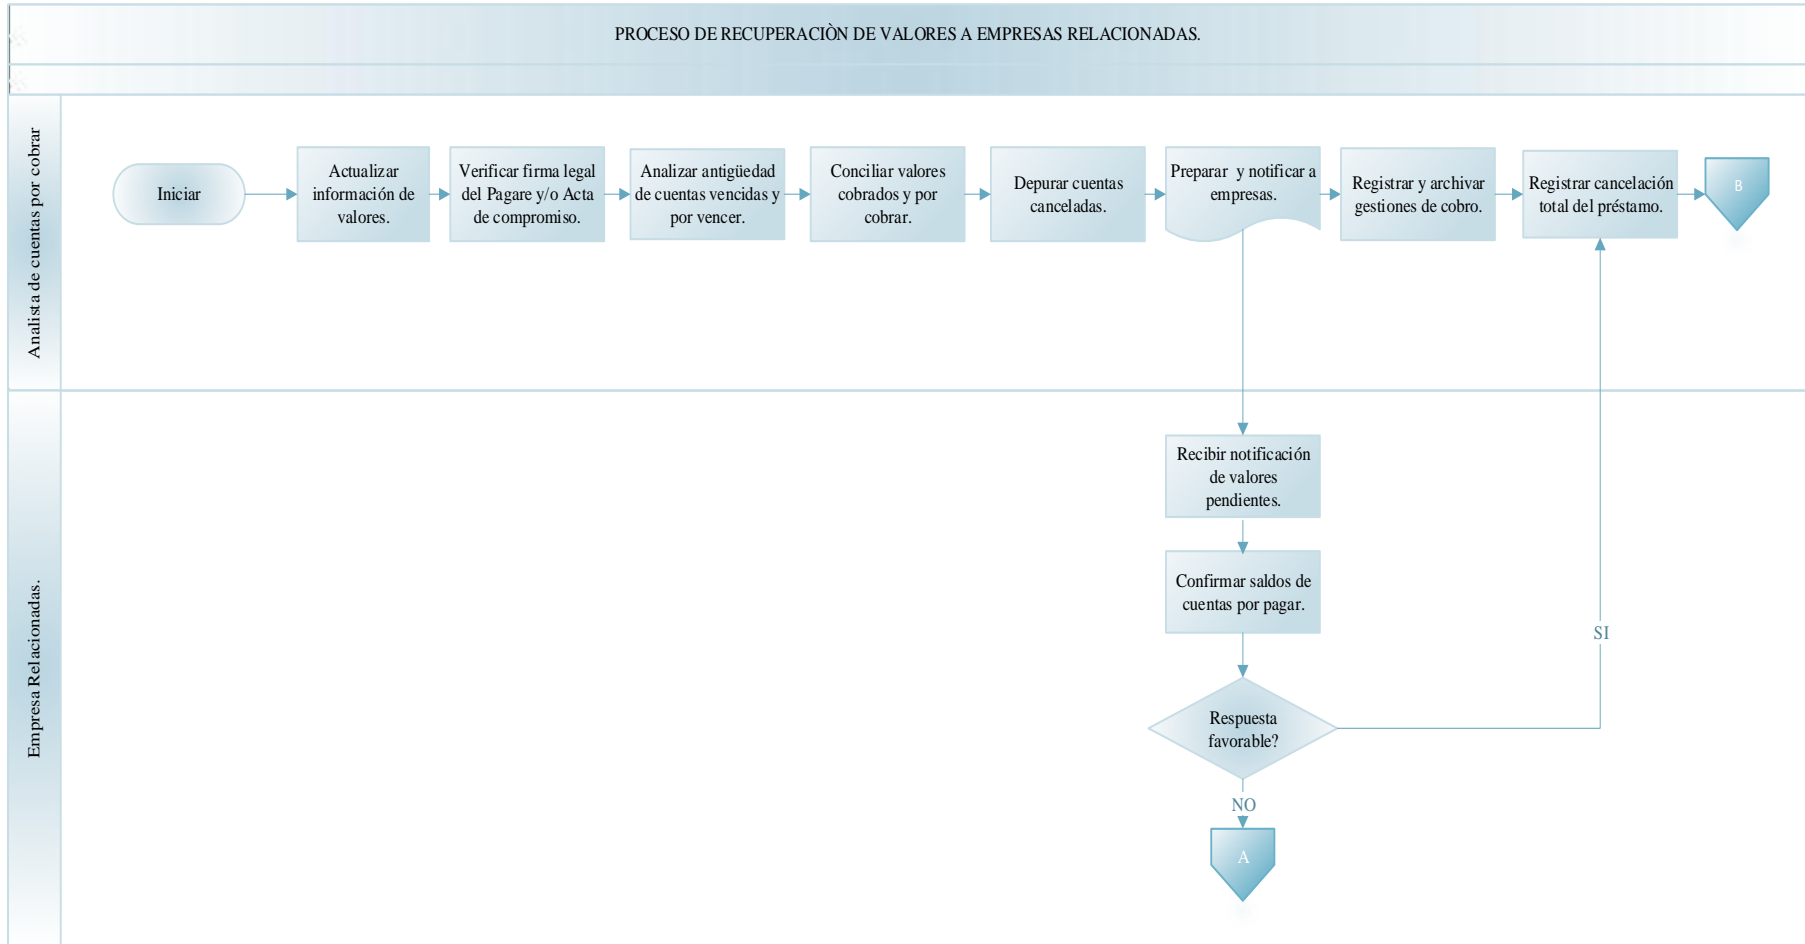 PROCESO DE RECUPERACIÒN DE VALORES A EMPRESAS RELACIONADAS.
Analista de cuentas por cobrar
Iniciar
Actualizar
información de
valores.
Verificar firma legal
del Pagare y/o Acta
de compromiso.
Analizar antigüedad
de cuentas vencidas y
por vencer.
Conciliar valores
cobrados y por
cobrar.
Depurar cuentas
canceladas.
Preparar y notificar a
empresas.
Registrar y archivar
gestiones de cobro.
Registrar cancelación
total del préstamo.
B
Empresa Relacionadas.
Recibir notificación
de valores
pendientes.
Confirmar saldos de
cuentas por pagar.
Respuesta
favorable?
SI
NO
A